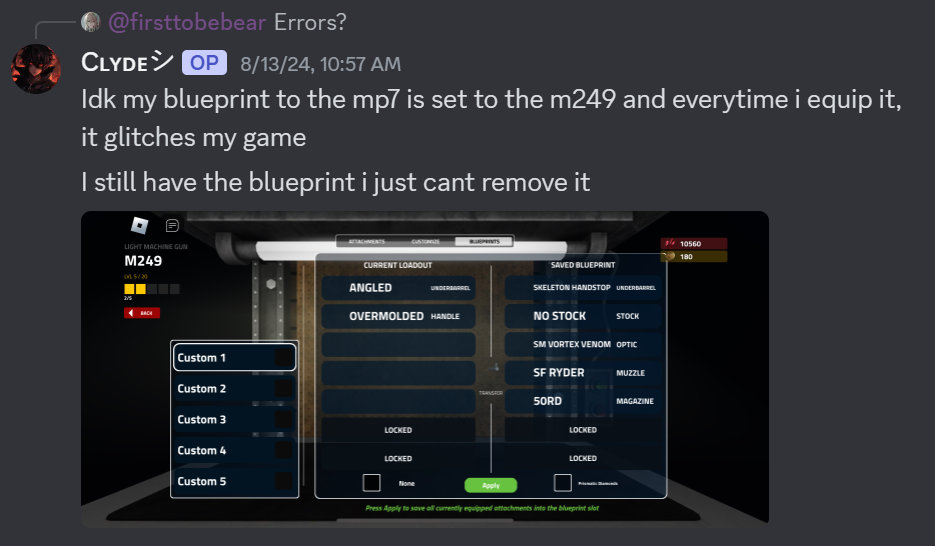 @firsttobebear Errors?
Clydeシ OP 8/13/24, 10:57 AM
Idk my blueprint to the mp7 is set to the m249 and everytime i equip it,
it glitches my game
I still have the blueprint i just cant remove it
ATTACHMENTS CUSTOMIZE BLUEPRINTS
LIGHT MACHINE GUN
M249
LVL 5 / 20
2/5
BACK
10560
180
CURRENT LOADOUT SAVED BLUEPRINT
ANGLED UNDERBARREL SKELETON HANDSTOP UNDERBARREL
OVERMOLDED HANDLE NO STOCK STOCK
SM VORTEX VENOM OPTIC
SF RYDER MUZZLE
TRANSFER
50RD MAGAZINE
LOCKED LOCKED
LOCKED LOCKED
None Apply Prismatic Diamonds
Press Apply to save all currently equipped attachments into the blueprint slot
Custom 1
Custom 2
Custom 3
Custom 4
Custom 5